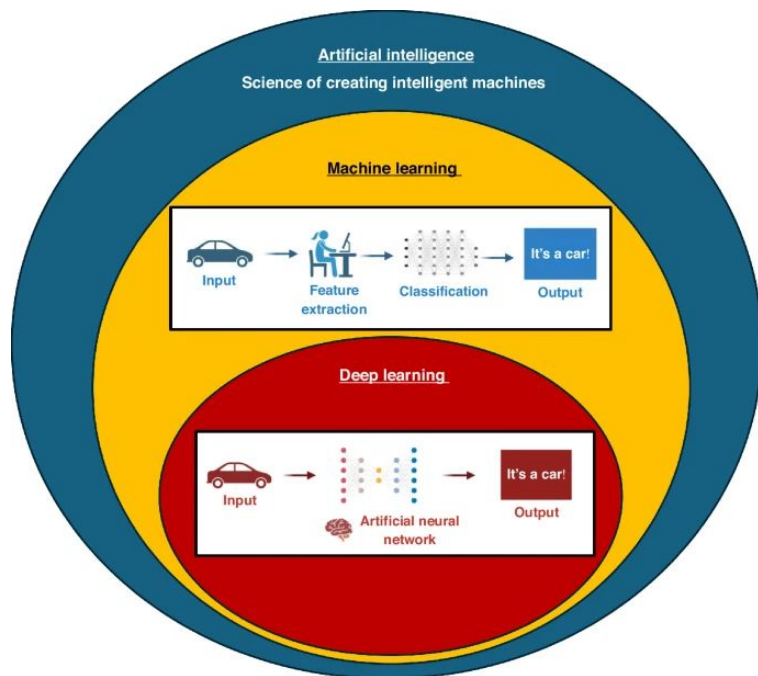 Artificial intelligence
Science of creating intelligent machines
Machine learning
Input
Feature
extraction
Classification
It's a car!
Output
Deep learning
Input
Artificial neural
network
It's a car!
Output